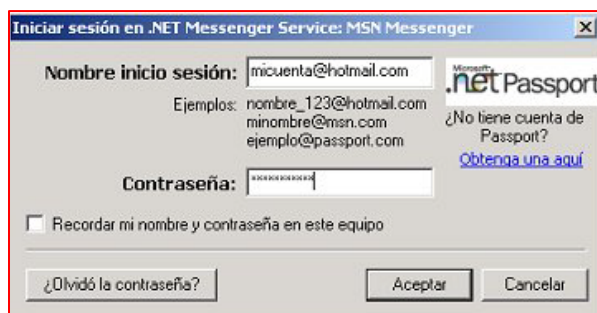 Iniciar sesión en .NET Messenger Service: MSN Messenger
Nombre inicio sesión: micuenta@hotmail.com
Ejemplos: nombre_123@hotmail.com
minombre@msn.com
ejemplo@passport.com
Microsoft
.net Passport
¿No tiene cuenta de
Passport?
Obtenga una aquí
Contraseña: ***********
Recordar mi nombre y contraseña en este equipo
¿Olvidó la contraseña?
Aceptar
Cancelar